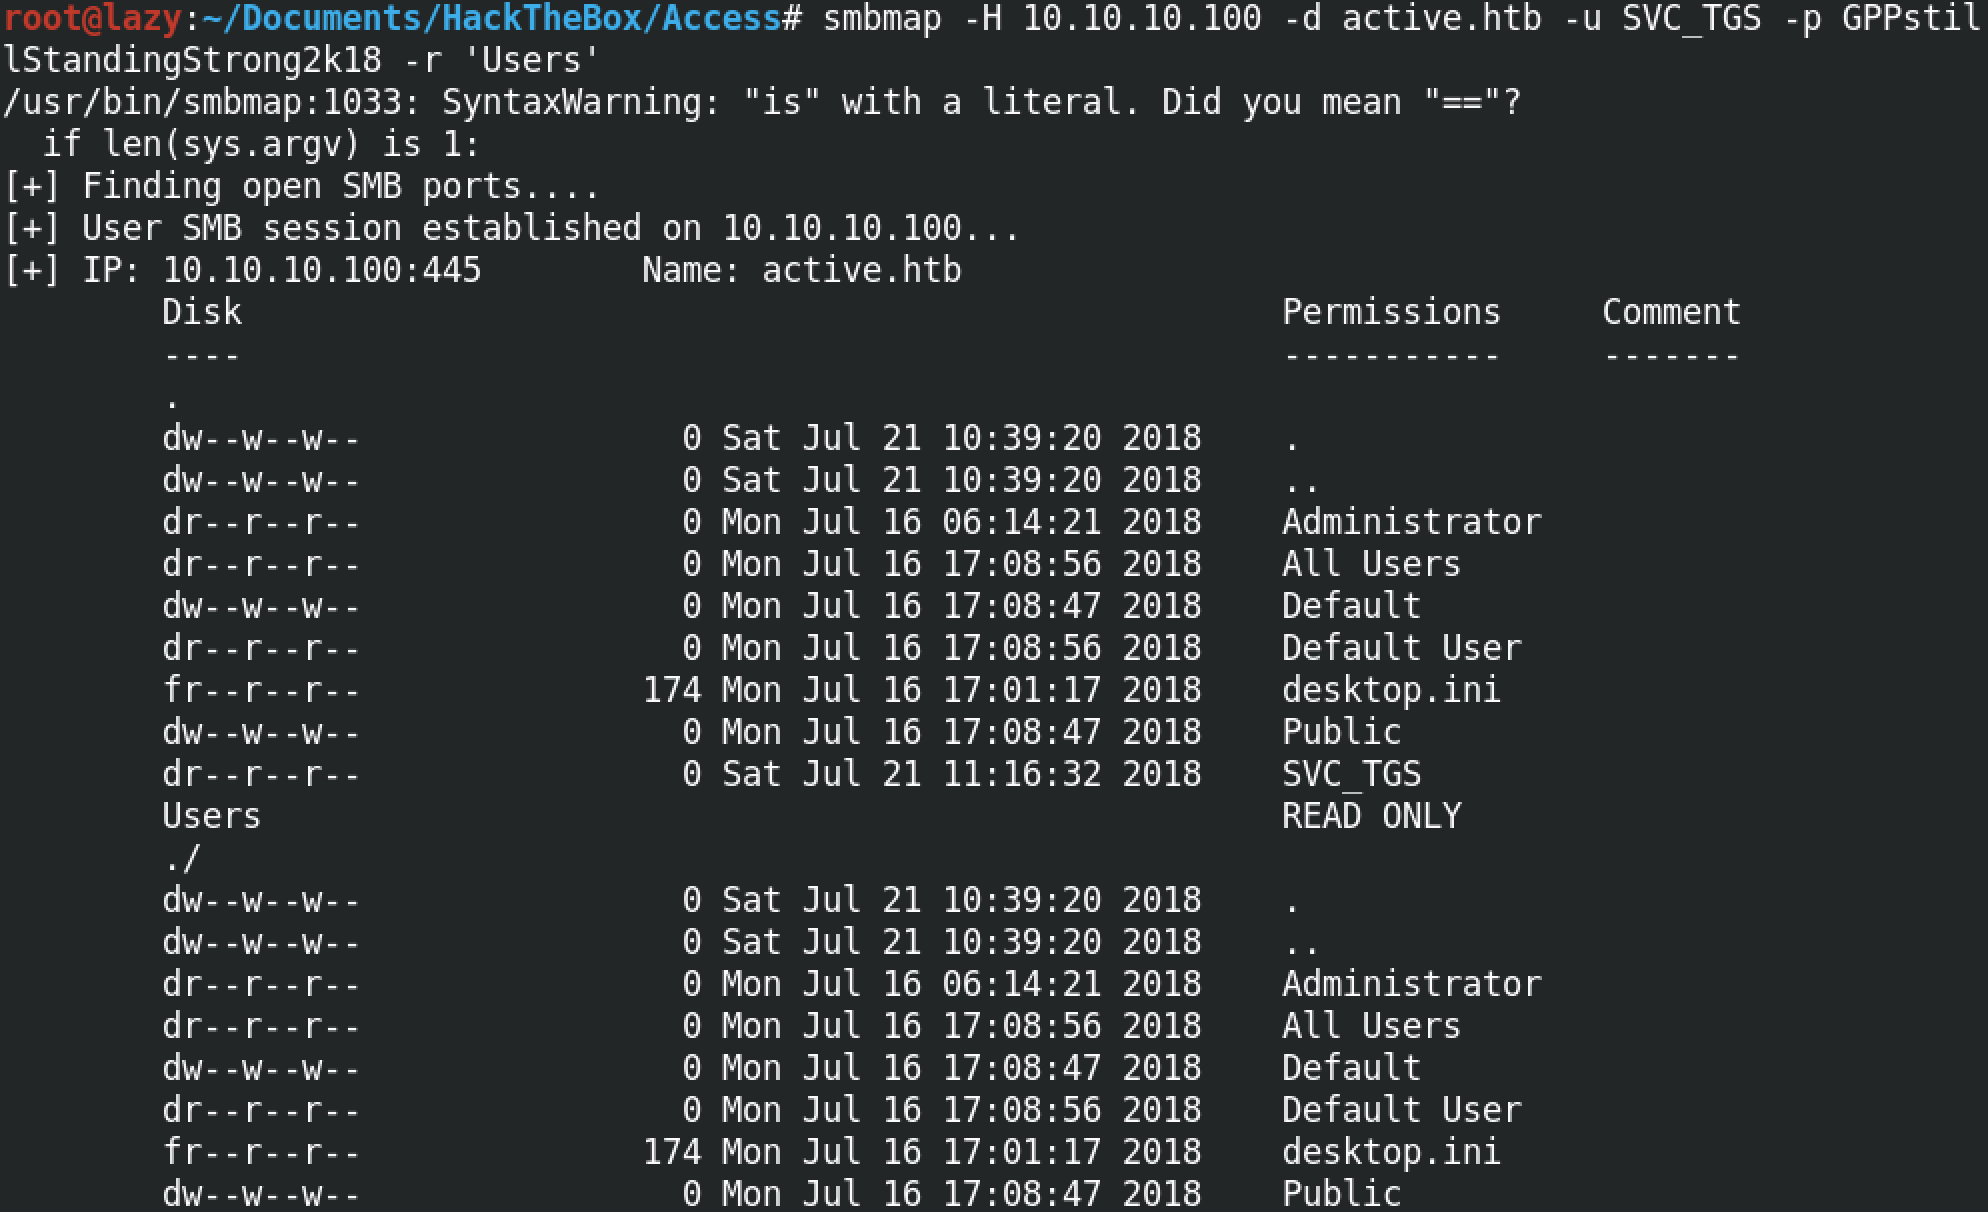 root@lazy:~/Documents/HackTheBox/Access# smbmap -H 10.10.10.100 -d active.htb -u SVC_TGS -p GPPstil
lStandingStrong2k18 -r 'Users'
/usr/bin/smbmap:1033: SyntaxWarning: "is" with a literal. Did you mean "=="?
  if len(sys.argv) is 1:
[+] Finding open SMB ports....
[+] User SMB session established on 10.10.10.100...
[+] IP: 10.10.10.100:445        Name: active.htb
        Disk                                                    Permissions     Comment
        ----                                                    -----------     -------
        .
        dw--w--w--                0 Sat Jul 21 10:39:20 2018    .
        dw--w--w--                0 Sat Jul 21 10:39:20 2018    ..
        dr--r--r--                0 Mon Jul 16 06:14:21 2018    Administrator
        dr--r--r--                0 Mon Jul 16 17:08:56 2018    All Users
        dw--w--w--                0 Mon Jul 16 17:08:47 2018    Default
        dr--r--r--                0 Mon Jul 16 17:08:56 2018    Default User
        fr--r--r--              174 Mon Jul 16 17:01:17 2018    desktop.ini
        dw--w--w--                0 Mon Jul 16 17:08:47 2018    Public
        dr--r--r--                0 Sat Jul 21 11:16:32 2018    SVC_TGS
        Users                                                   READ ONLY
        ./
        dw--w--w--                0 Sat Jul 21 10:39:20 2018    .
        dw--w--w--                0 Sat Jul 21 10:39:20 2018    ..
        dr--r--r--                0 Mon Jul 16 06:14:21 2018    Administrator
        dr--r--r--                0 Mon Jul 16 17:08:56 2018    All Users
        dw--w--w--                0 Mon Jul 16 17:08:47 2018    Default
        dr--r--r--                0 Mon Jul 16 17:08:56 2018    Default User
        fr--r--r--              174 Mon Jul 16 17:01:17 2018    desktop.ini
        dw--w--w--                0 Mon Jul 16 17:08:47 2018    Public